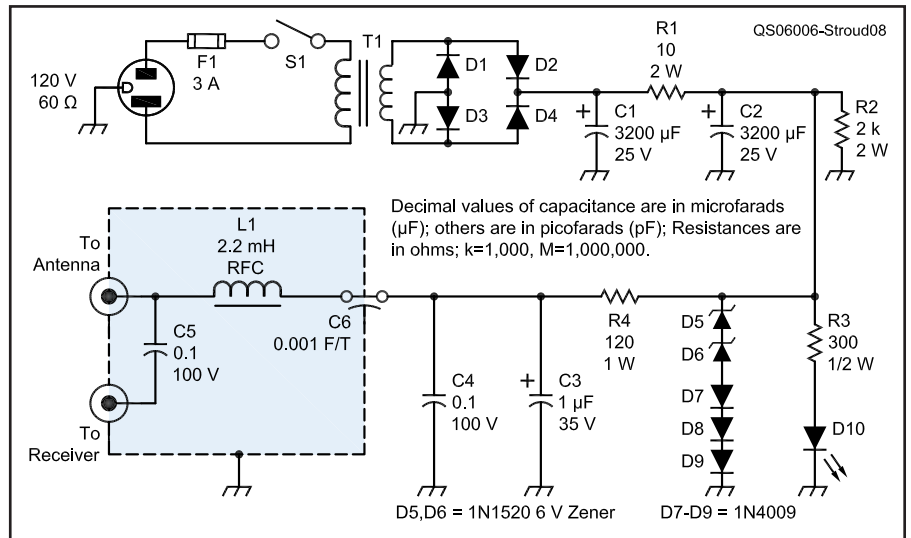 QS06006-Stroud08
120 V
60 Ω
F1
3 A
S1
T1
D1
D2
D3
D4
R1
10
2 W
C1
3200 µF
25 V
C2
3200 µF
25 V
R2
2 k
2 W
+
+
Decimal values of capacitance are in microfarads
(µF); others are in picofarads (pF); Resistances are
in ohms; k=1,000, M=1,000,000.
To
Antenna
L1
2.2 mH
RFC
C5
0.1
100 V
C6
0.001 F/T
To
Receiver
C4
0.1
100 V
+
C3
1 µF
35 V
R4
120
1 W
D5
D6
D7
D8
D9
R3
300
1/2 W
D10
D5,D6 = 1N1520 6 V Zener
D7-D9 = 1N4009